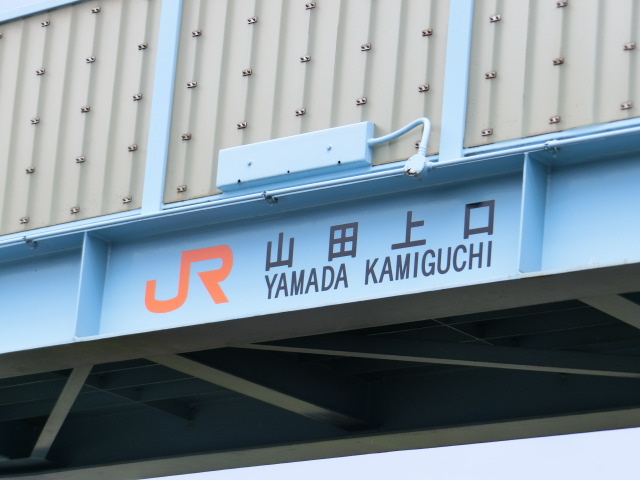 JR 山田上口
YAMADA KAMIGUCHI